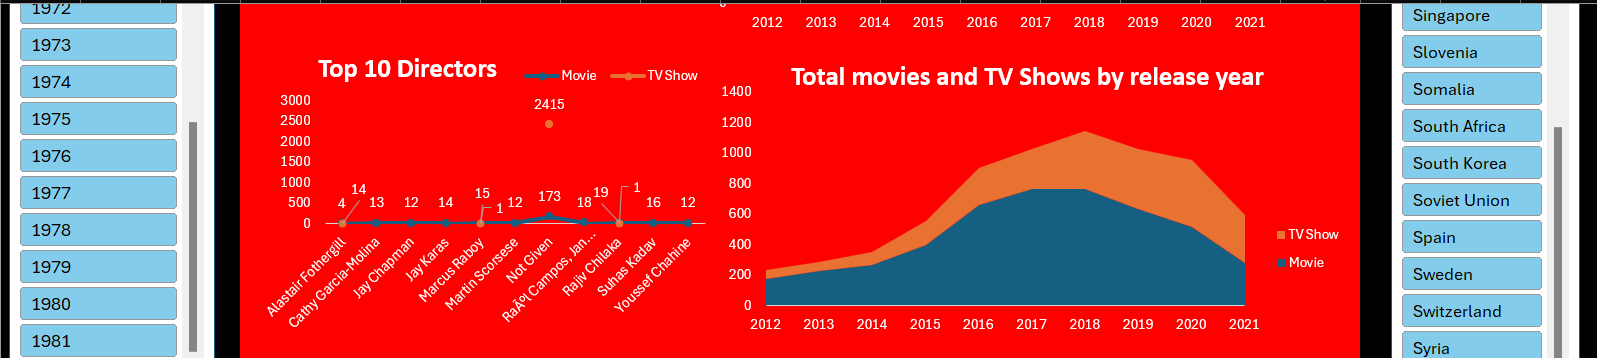 1972
1973
1974
1975
1976
1977
1978
1979
1980
1981
Top 10 Directors
Movie
TV Show
3000
2500
2000
1500
1000
500
0
2415
4
14
13
12
14
15
1
12
173
18
19
1
16
12
Alastair Fothergill
Cathy Garcia-Molina
Jay Chapman
Jay Karas
Marcus Raboy
Martin Scorsese
Not Given
RaÃºl Campos, Jan...
Rajiv Chilaka
Suhas Kadav
Youssef Chahine
0
2012 2013 2014 2015 2016 2017 2018 2019 2020 2021
Total movies and TV Shows by release year
1400
1200
1000
800
600
400
200
0
2012 2013 2014 2015 2016 2017 2018 2019 2020 2021
TV Show
Movie
Singapore
Slovenia
Somalia
South Africa
South Korea
Soviet Union
Spain
Sweden
Switzerland
Syria